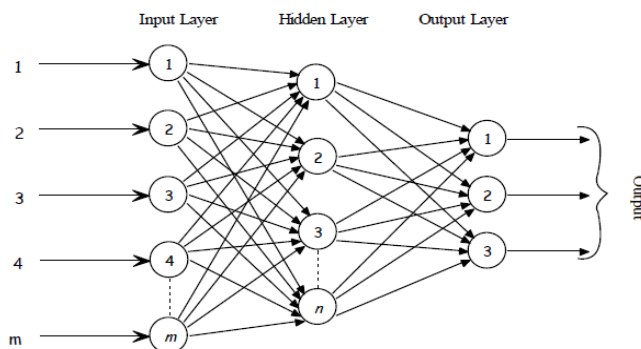 Input Layer Hidden Layer Output Layer
1 1 1 1
2 2 2 2
3 3 3 3
4 4
m m n
Output